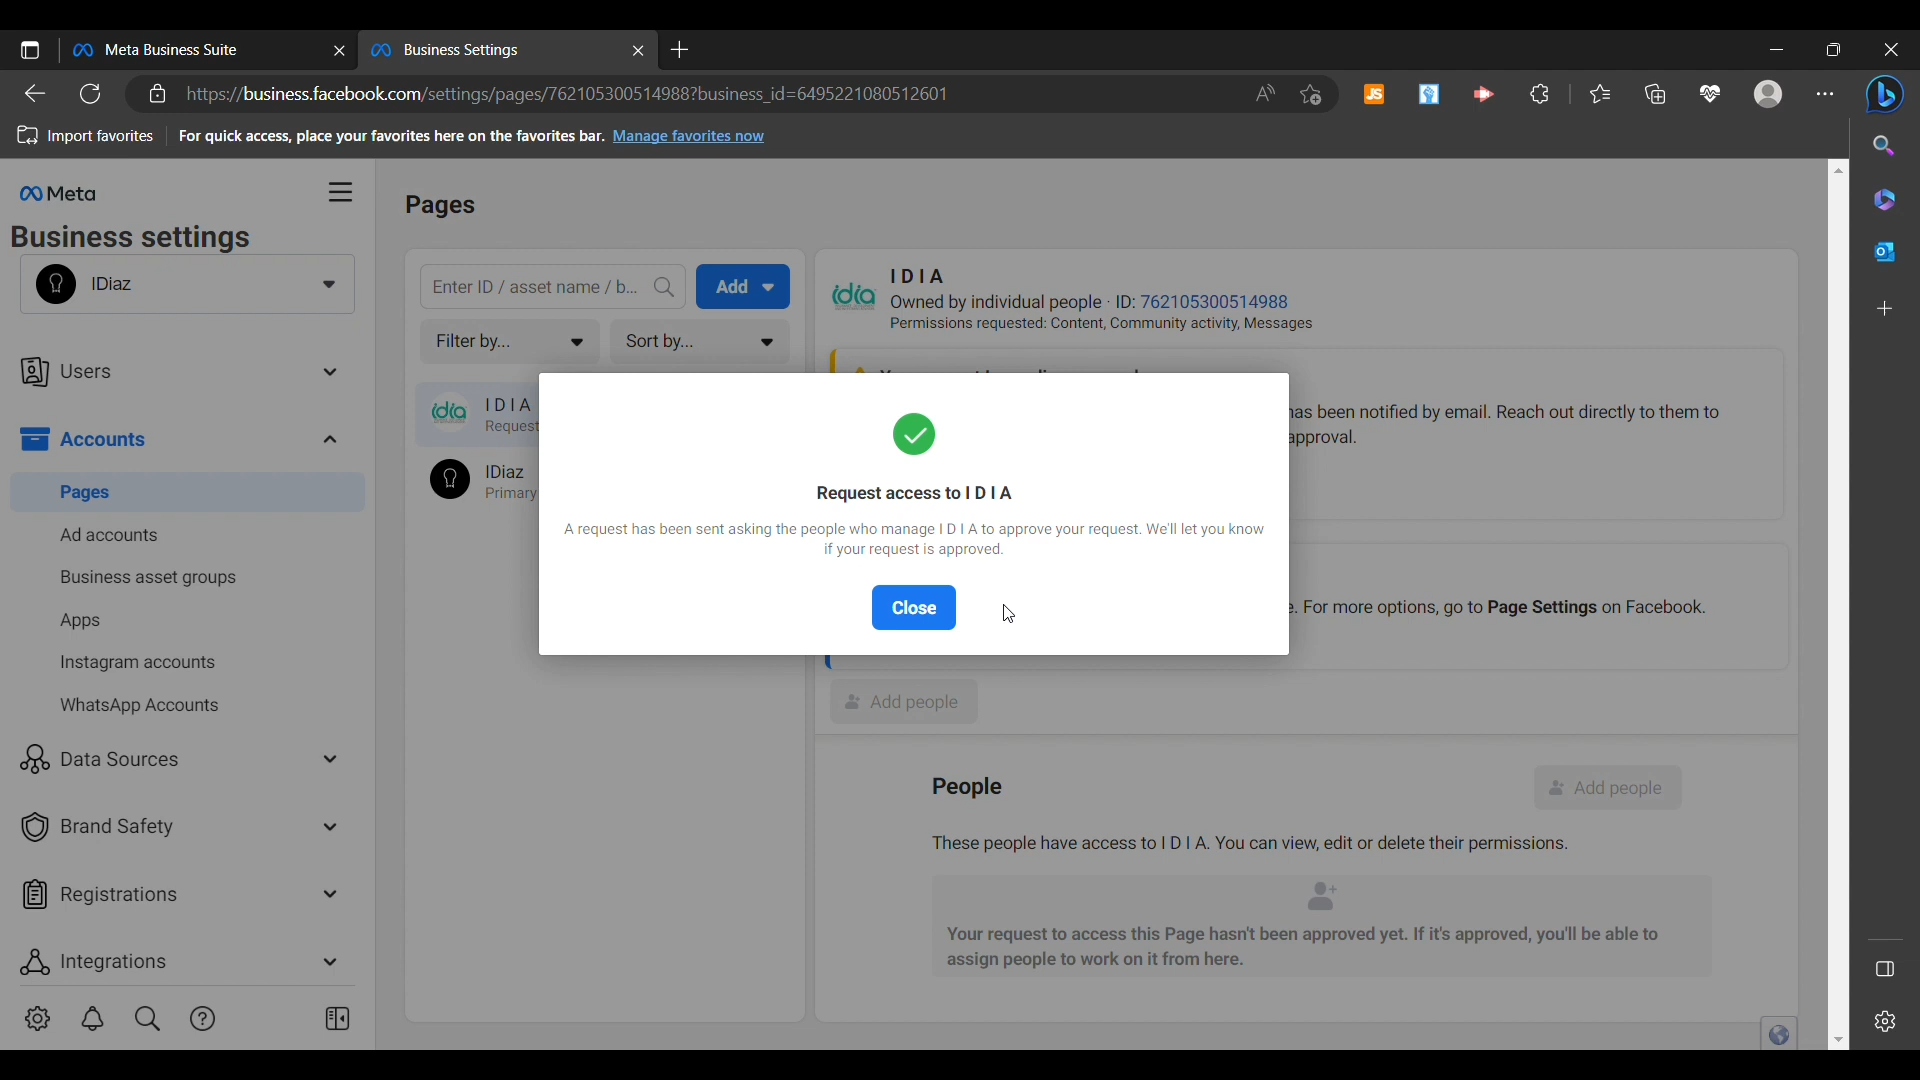 Meta Business Suite
Business Settings
https://business.facebook.com/settings/pages/762105300514988?business_id=6495221080512601
JS
Import favorites
For quick access, place your favorites here on the favorites bar. Manage favorites now
Meta
Business settings
IDiaz
Users
Accounts
Pages
Ad accounts
Business asset groups
Apps
Instagram accounts
WhatsApp Accounts
Data Sources
Brand Safety
Registrations
Integrations
Pages
Enter ID / asset name / b...
Add
Filter by...
Sort by...
I D I A
Request
IDiaz
Primary
idia
I D I A
Owned by individual people · ID: 762105300514988
Permissions requested: Content, Community activity, Messages
has been notified by email. Reach out directly to them to
approval.
Request access to I D I A
A request has been sent asking the people who manage I D I A to approve your request. We'll let you know
if your request is approved.
Close
e. For more options, go to Page Settings on Facebook.
Add people
People
Add people
These people have access to I D I A. You can view, edit or delete their permissions.
Your request to access this Page hasn't been approved yet. If it's approved, you'll be able to
assign people to work on it from here.